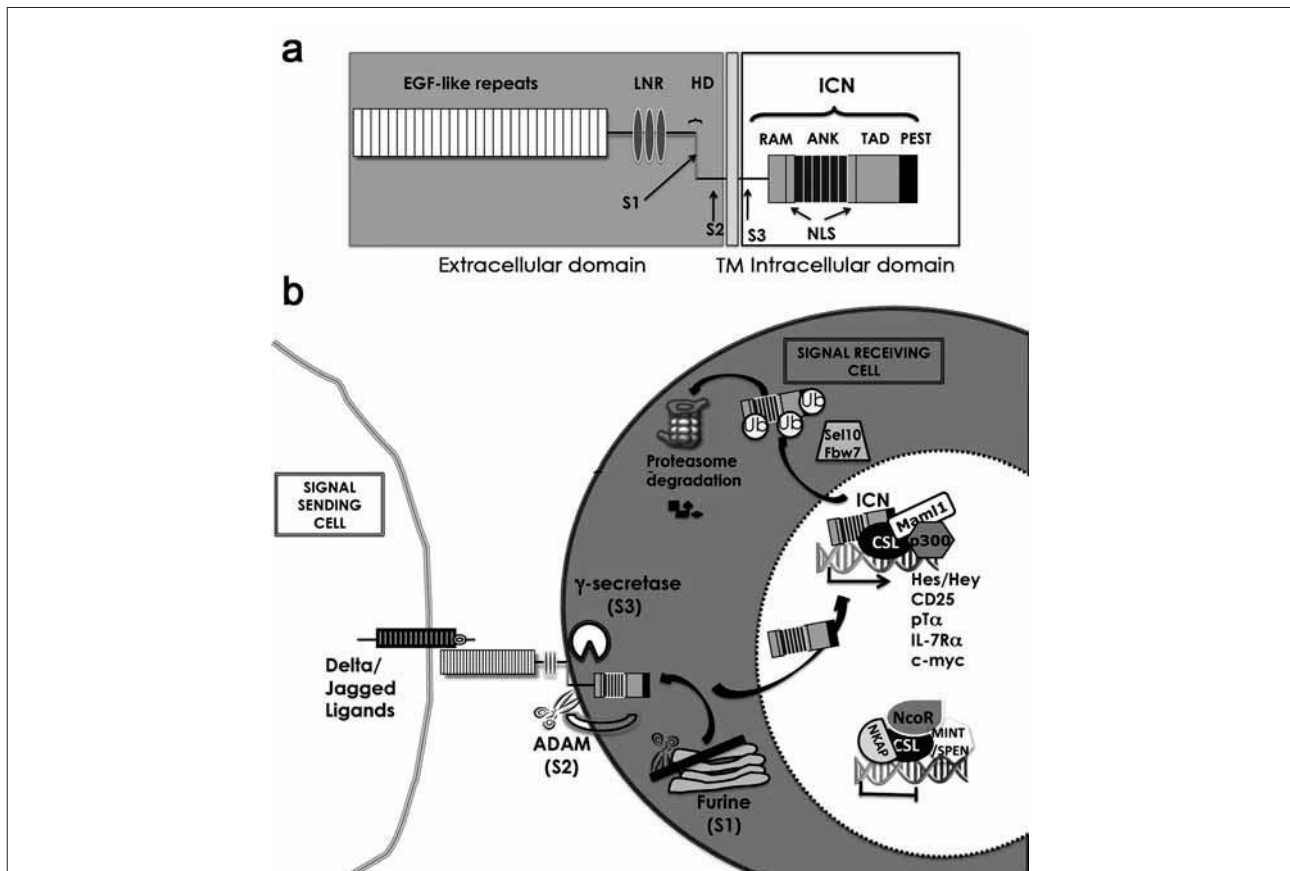 a
EGF-like repeats
LNR
HD
ICN
RAM
ANK
TAD
PEST
S1
S2
S3
NLS
Extracellular domain
TM Intracellular domain
b
SIGNAL RECEIVING
CELL
Ub
Ub
Ub
Sel10
Fbw7
Proteasome
degradation
SIGNAL
SENDING
CELL
ICN
Maml1
CSL
p300
Hes/Hey
CD25
pTα
IL-7Rα
c-myc
γ-secretase
(S3)
Delta/
Jagged
Ligands
ADAM
(S2)
Furine
(S1)
NcoR
NKAP
CSL
MINT
/SPEN